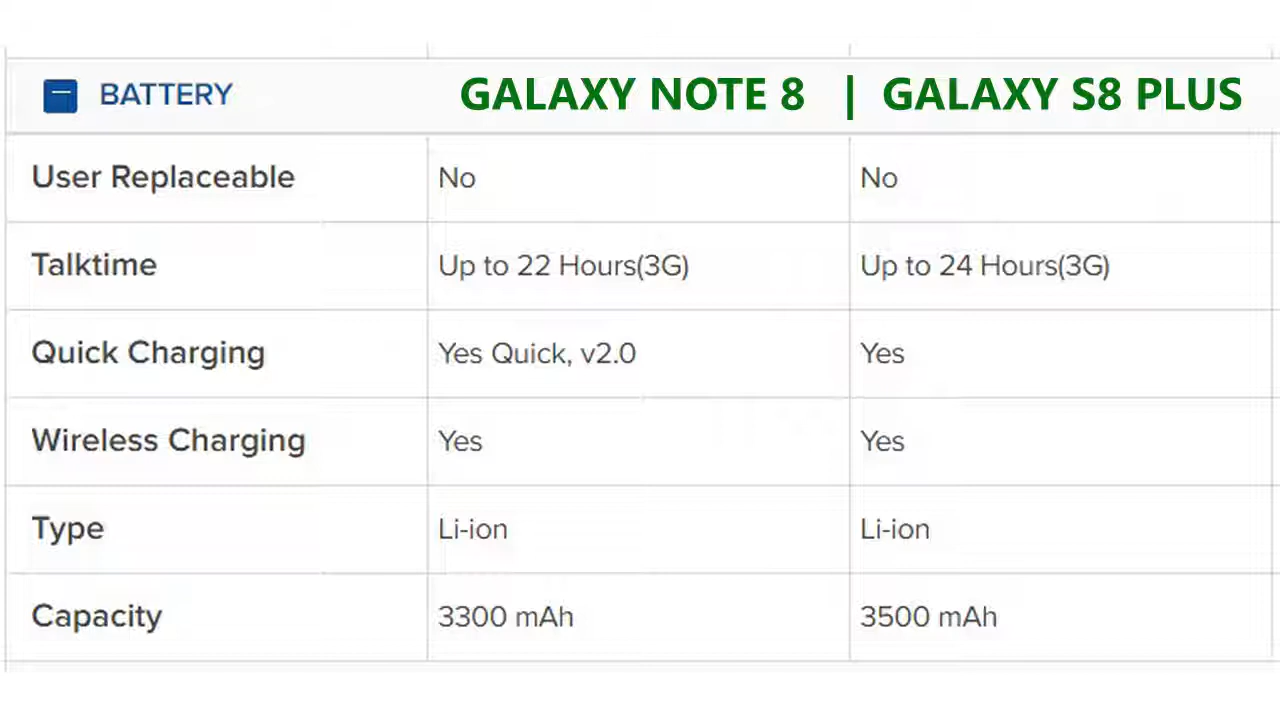 BATTERY GALAXY NOTE 8 | GALAXY S8 PLUS
User Replaceable No No
Talktime Up to 22 Hours(3G) Up to 24 Hours(3G)
Quick Charging Yes Quick, v2.0 Yes
Wireless Charging Yes Yes
Type Li-ion Li-ion
Capacity 3300 mAh 3500 mAh